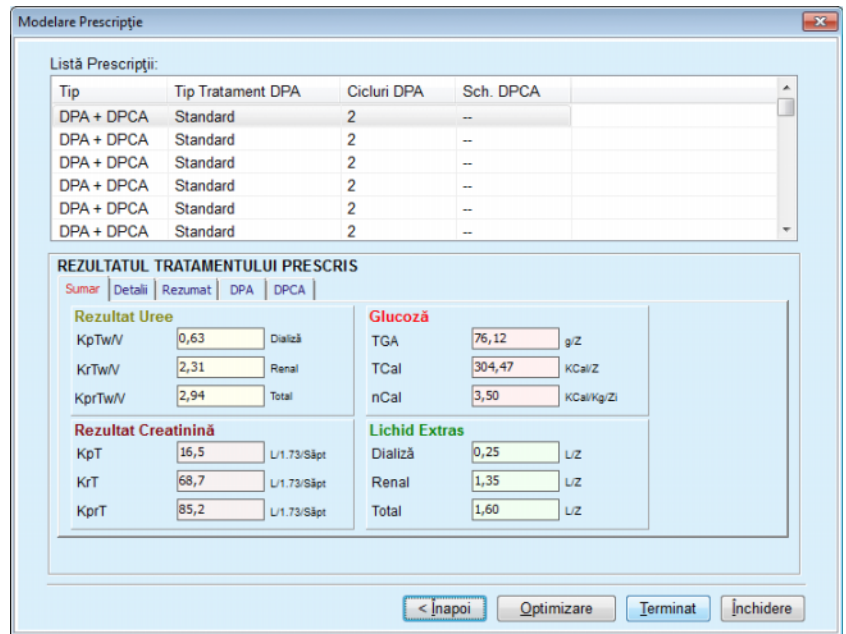 Modelare Prescripție
Listă Prescripții:
Tip Tip Tratament DPA Cicluri DPA Sch. DPCA
DPA + DPCA Standard 2 --
DPA + DPCA Standard 2 --
DPA + DPCA Standard 2 --
DPA + DPCA Standard 2 --
DPA + DPCA Standard 2 --
DPA + DPCA Standard 2 --
REZULTATUL TRATAMENTULUI PRESCRIS
Sumar Detalii Rezumat DPA DPCA
Rezultat Uree
KpTw/V 0,63 Dializă
KrTw/V 2,31 Renal
KprTw/V 2,94 Total
Glucoză
TGA 76,12 g/Z
TCal 304,47 KCal/Z
nCal 3,50 KCal/Kg/Zi
Rezultat Creatinină
KpT 16,5 L/1.73/Săpt
KrT 68,7 L/1.73/Săpt
KprT 85,2 L/1.73/Săpt
Lichid Extras
Dializă 0,25 L/Z
Renal 1,35 L/Z
Total 1,60 L/Z
< Înapoi Optimizare Terminat Închidere